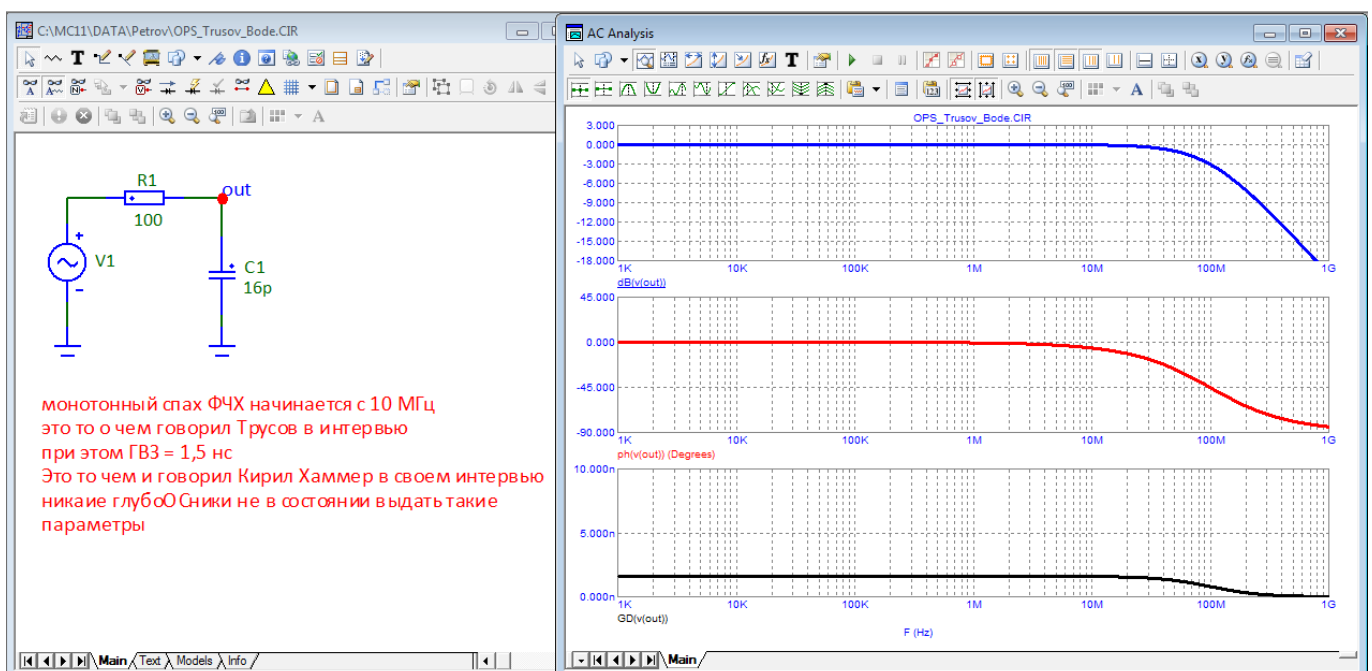 C:\MC11\DATA\Petrov\OPS_Trusov_Bode.CIR
R1
100
out
V1
C1
16p
монотонный спах ФЧХ начинается с 10 МГц
это то о чем говорил Трусов в интервью
при этом ГВЗ = 1,5 нс
Это то чем и говорил Кирил Хаммер в своем интервью
никаие глубоОСники не в состоянии выдать такие
параметры
Main Text Models Info
AC Analysis
OPS_Trusov_Bode.CIR
3.000
0.000
-3.000
-6.000
-9.000
-12.000
-15.000
-18.000
1K 10K 100K 1M 10M 100M 1G
dB(v(out))
45.000
0.000
-45.000
-90.000
1K 10K 100K 1M 10M 100M 1G
ph(v(out)) (Degrees)
10.000n
5.000n
0.000n
1K 10K 100K 1M 10M 100M 1G
GD(v(out))
F (Hz)
Main